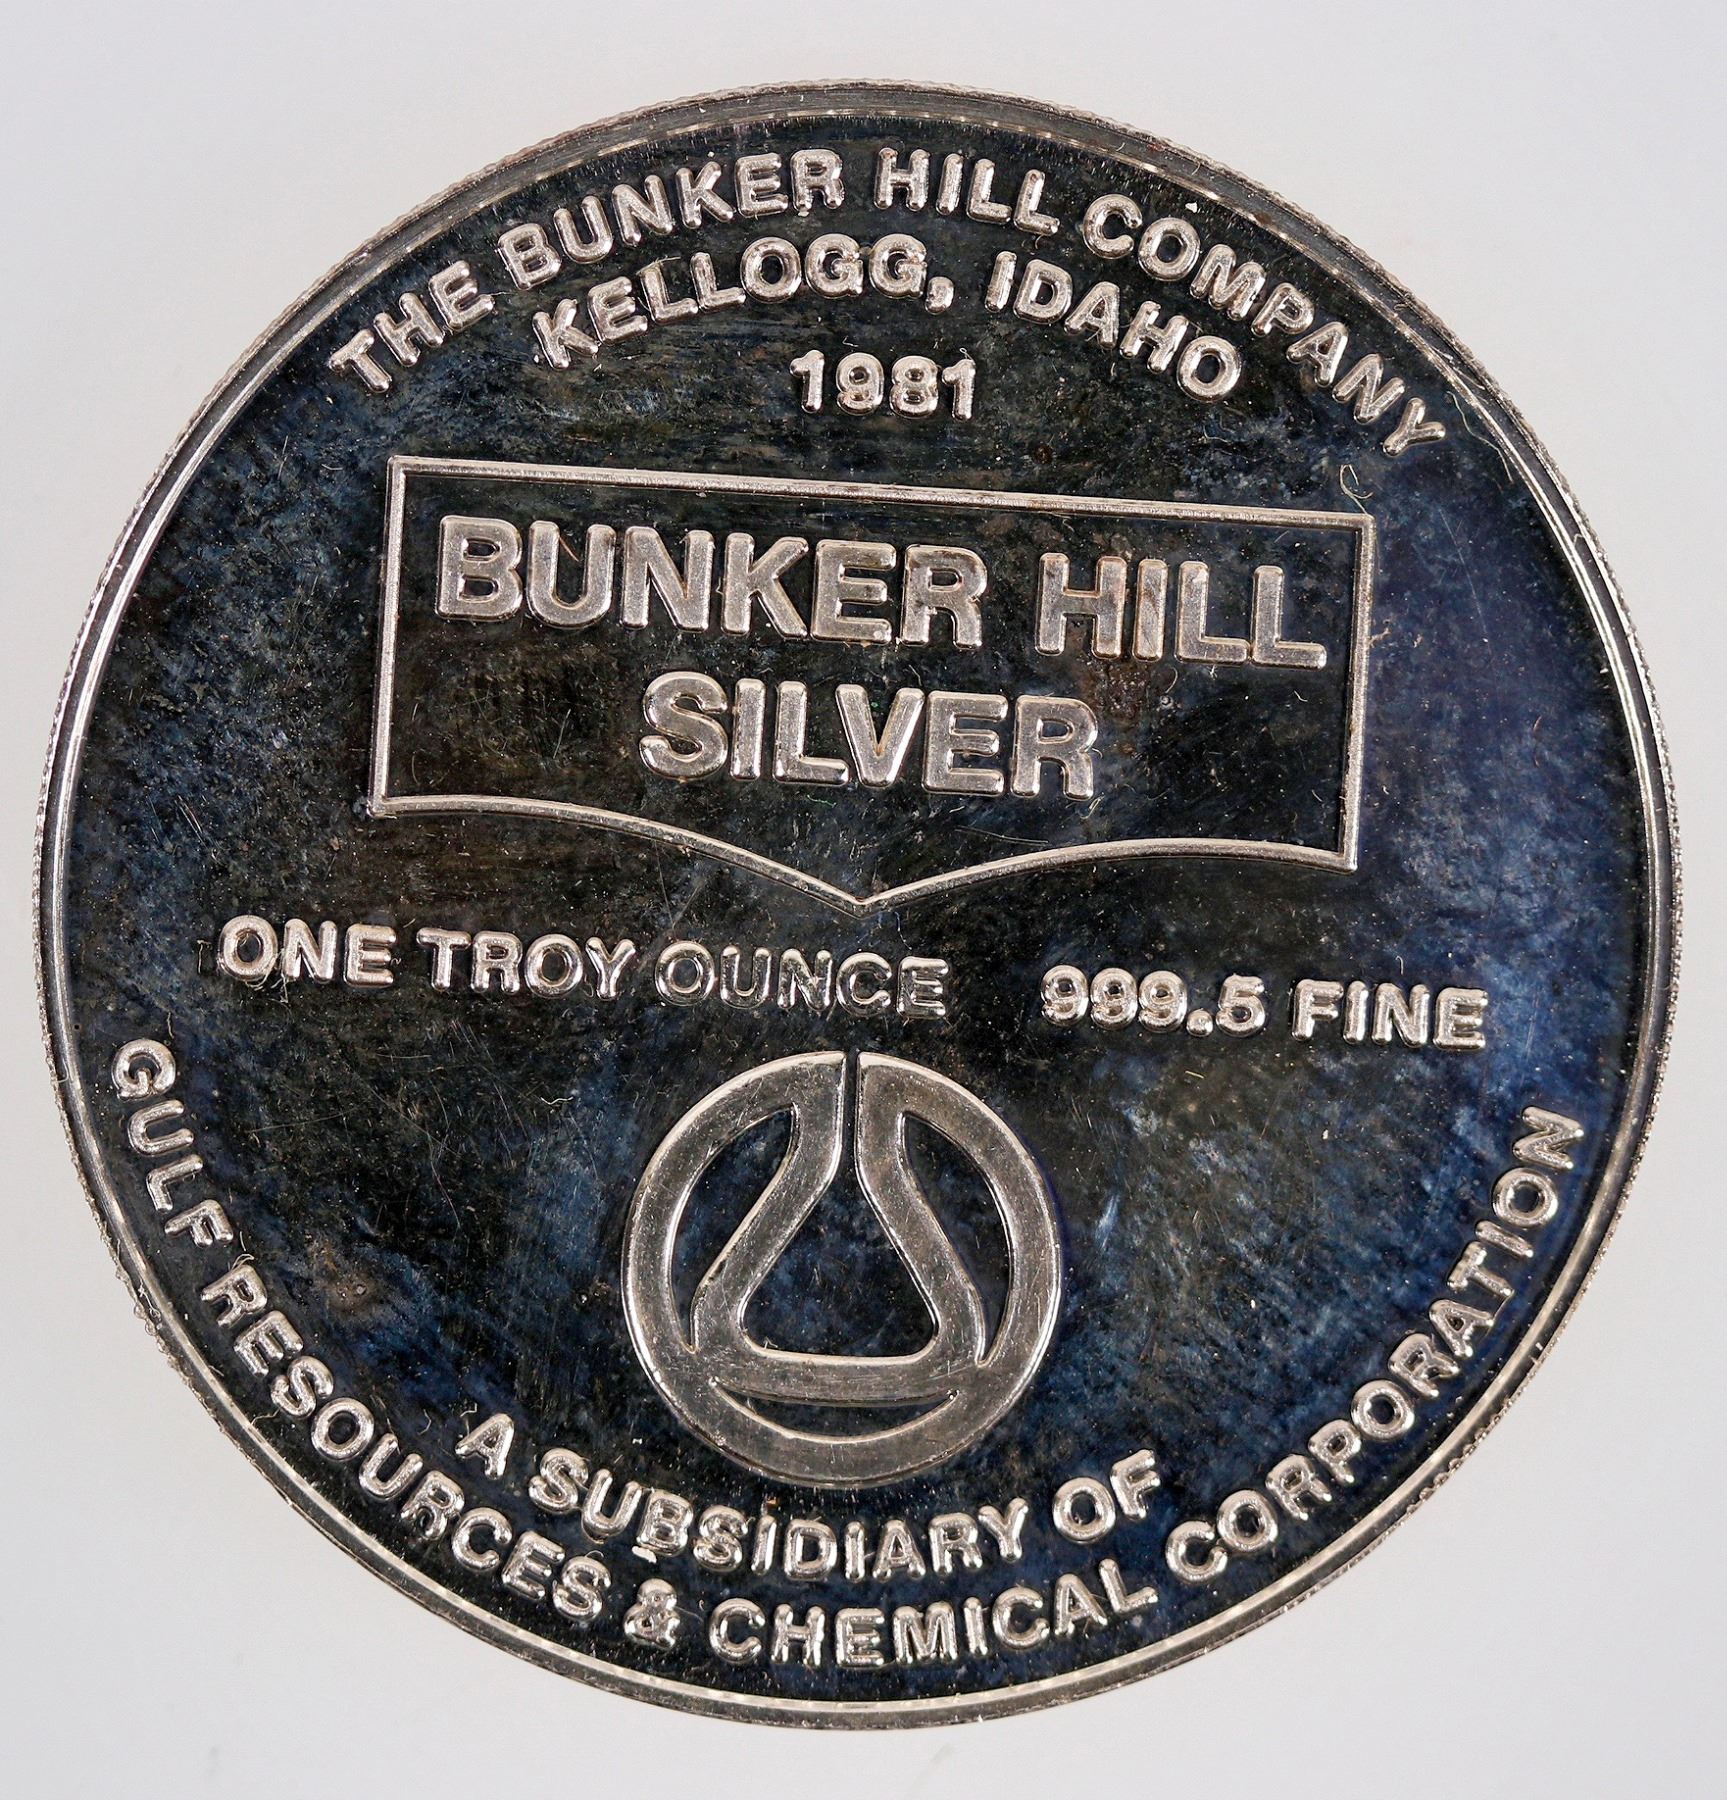 THE BUNKER HILL COMPANY
KELLOGG, IDAHO
1981
BUNKER HILL
SILVER
ONE TROY OUNCE 999.5 FINE
A SUBSIDIARY OF
GULF RESOURCES & CHEMICAL CORPORATION